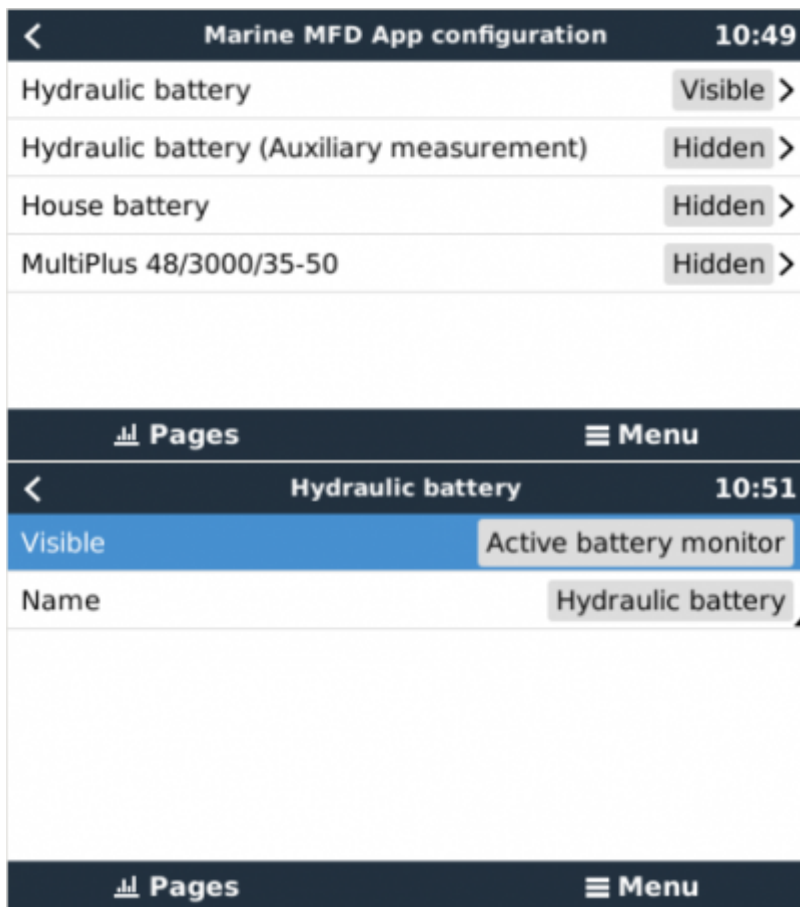 Marine MFD App configuration 10:49
Hydraulic battery Visible
Hydraulic battery (Auxiliary measurement) Hidden
House battery Hidden
MultiPlus 48/3000/35-50 Hidden
Pages Menu
Hydraulic battery 10:51
Visible Active battery monitor
Name Hydraulic battery
Pages Menu